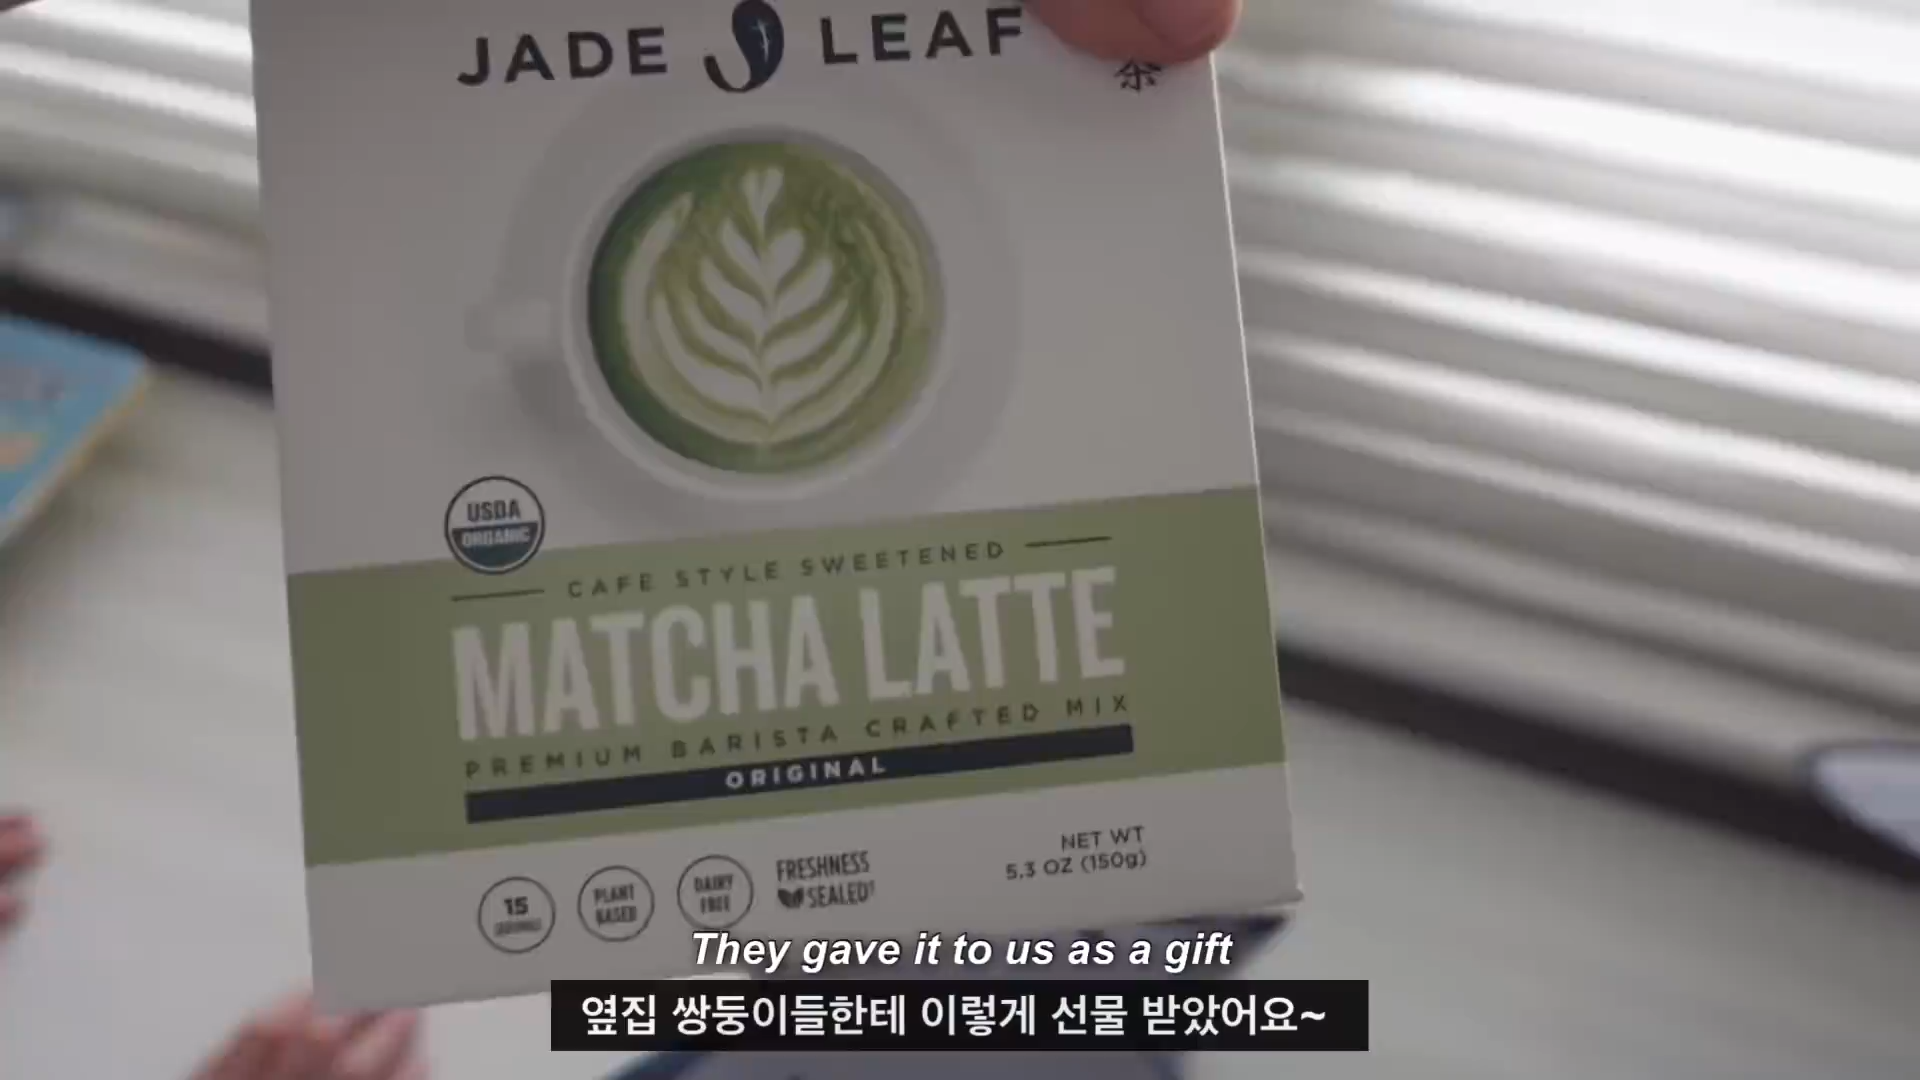 JADE LEAF
茶
USDA
ORGANIC
CAFE STYLE SWEETENED
MATCHA LATTE
PREMIUM BARISTA CRAFTED MIX
ORIGINAL
15
PLANT
BASED
DAIRY
FREE
FRESHNESS
SEALED
NET WT
5.3 OZ (150g)
They gave it to us as a gift
옆집 쌍둥이들한테 이렇게 선물 받았어요~